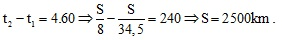 t₂ − t₁ = 4.60 ⇒ S/8 − S/34,5 = 240 ⇒ S = 2500km .